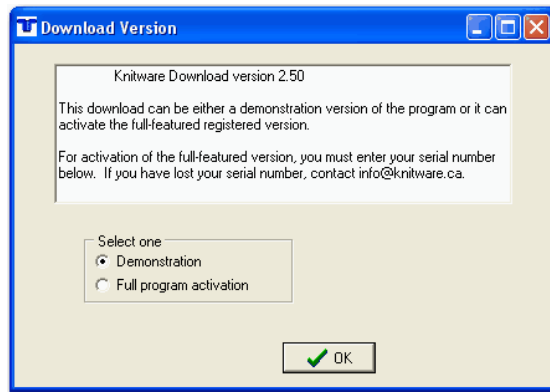 Download Version
Knitware Download version 2.50
This download can be either a demonstration version of the program or it can
activate the full-featured registered version.
For activation of the full-featured version, you must enter your serial number
below. If you have lost your serial number, contact info@knitware.ca.
Select one
Demonstration
Full program activation
OK